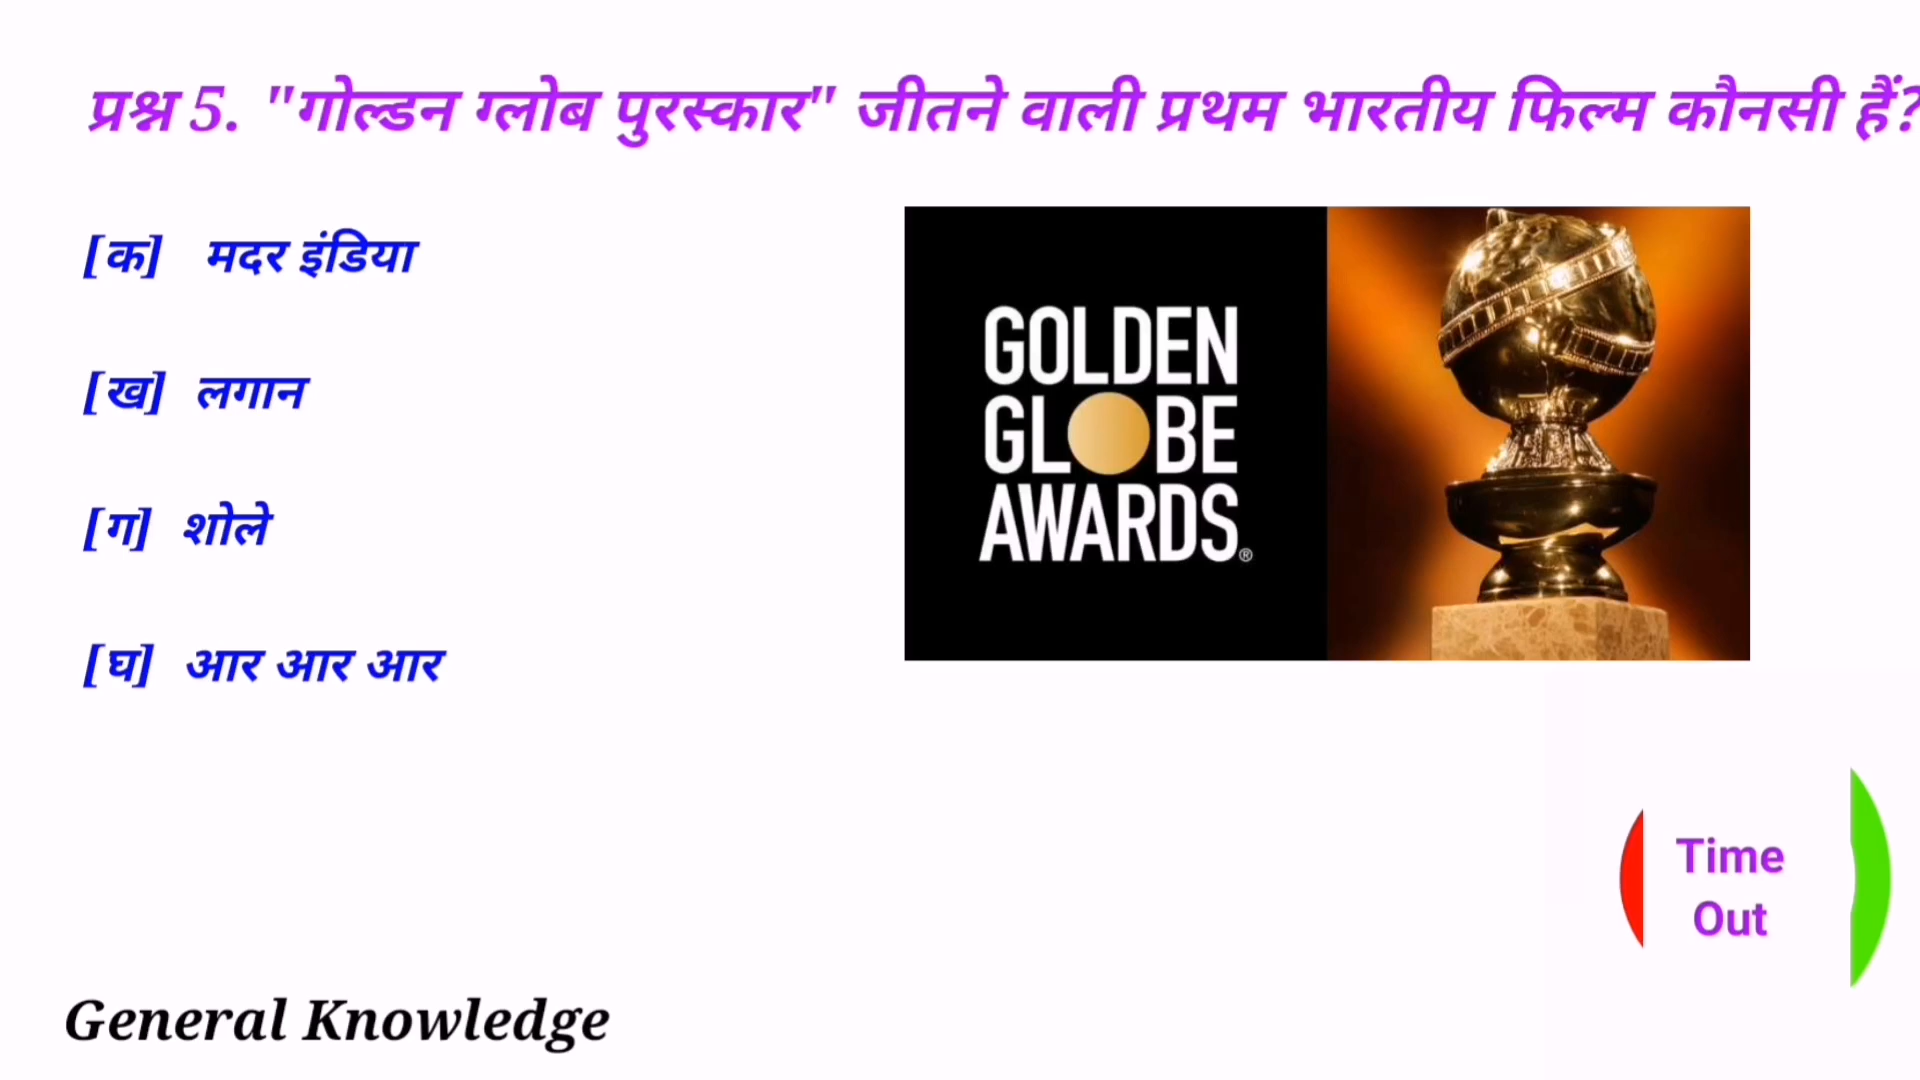 प्रश्न 5. "गोल्डन ग्लोब पुरस्कार" जीतने वाली प्रथम भारतीय फिल्म कौनसी हैं?
[क] मदर इंडिया
[ख] लगान
[ग] शोले
[घ] आर आर आर
GOLDEN
GLOBE
AWARDS®
Time
Out
General Knowledge